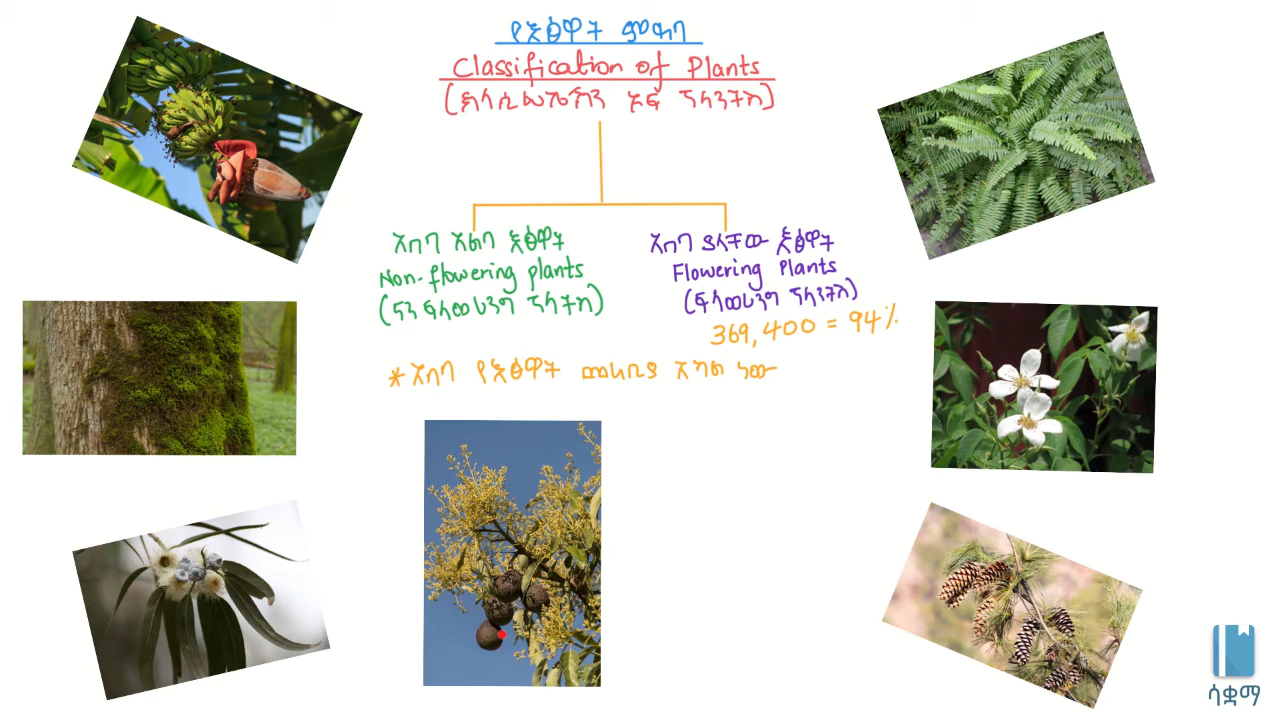 የእፅዋት ምደባ
Classification of Plants
(ክላሲፊኬሽን ኦፍ ፕላንትስ)
አበባ አልባ እፅዋት
Non-flowering plants
(ናን ፍላወሪንግ ፕላትስ)
አበባ ያላቸው እፅዋት
Flowering Plants
(ፍላወሪንግ ፕላንትስ)
369,400 = 94%
*አበባ የእፅዋት መራቢያ አካል ነው
ሳቋማ